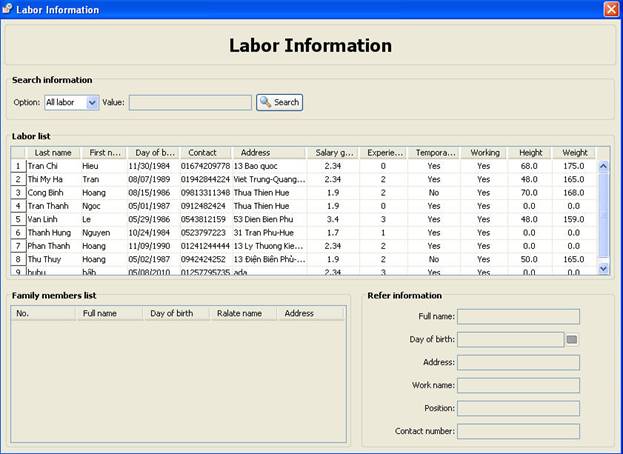 Labor Information
Labor Information
Search information
Option: All labor Value: Search
Labor list
Last name First n... Day of b... Contact Address Salary g... Experie... Tempora... Working Height Weight
1 Tran Chi Hieu 11/30/1984 01674209778 13 Bao quoc 2.34 0 Yes Yes 68.0 175.0
2 Thi My Ha Tran 08/07/1989 01942844224 Viet Trung-Quang... 2.34 2 Yes Yes 48.0 165.0
3 Cong Binh Hoang 08/15/1986 09813311348 Thua Thien Hue 1.9 2 No Yes 70.0 168.0
4 Tran Thanh Ngoc 05/01/1987 0912482424 Thua Thien Hue 1.9 0 Yes Yes 0.0 0.0
5 Van Linh Le 05/29/1986 0543812159 53 Dien Bien Phu 3.4 3 Yes Yes 48.0 159.0
6 Thanh Hung Nguyen 10/24/1984 0523797223 31 Tran Phu-Hue 1.7 1 Yes Yes 0.0 0.0
7 Phan Thanh Hoang 11/09/1990 01241244444 13 Ly Thuong Kie... 2.34 2 Yes Yes 0.0 0.0
8 Thu Thuy Hoang 05/02/1987 0942424252 13 Điện Biên Phủ-... 1.9 2 No Yes 50.0 165.0
9 hubu 05/08/2010 01257795735 ada 2.34 3 Yes Yes 0.0 0.0
Family members list
No. Full name Day of birth Ralate name Address
Refer information
Full name:
Day of birth:
Address:
Work name:
Position:
Contact number: